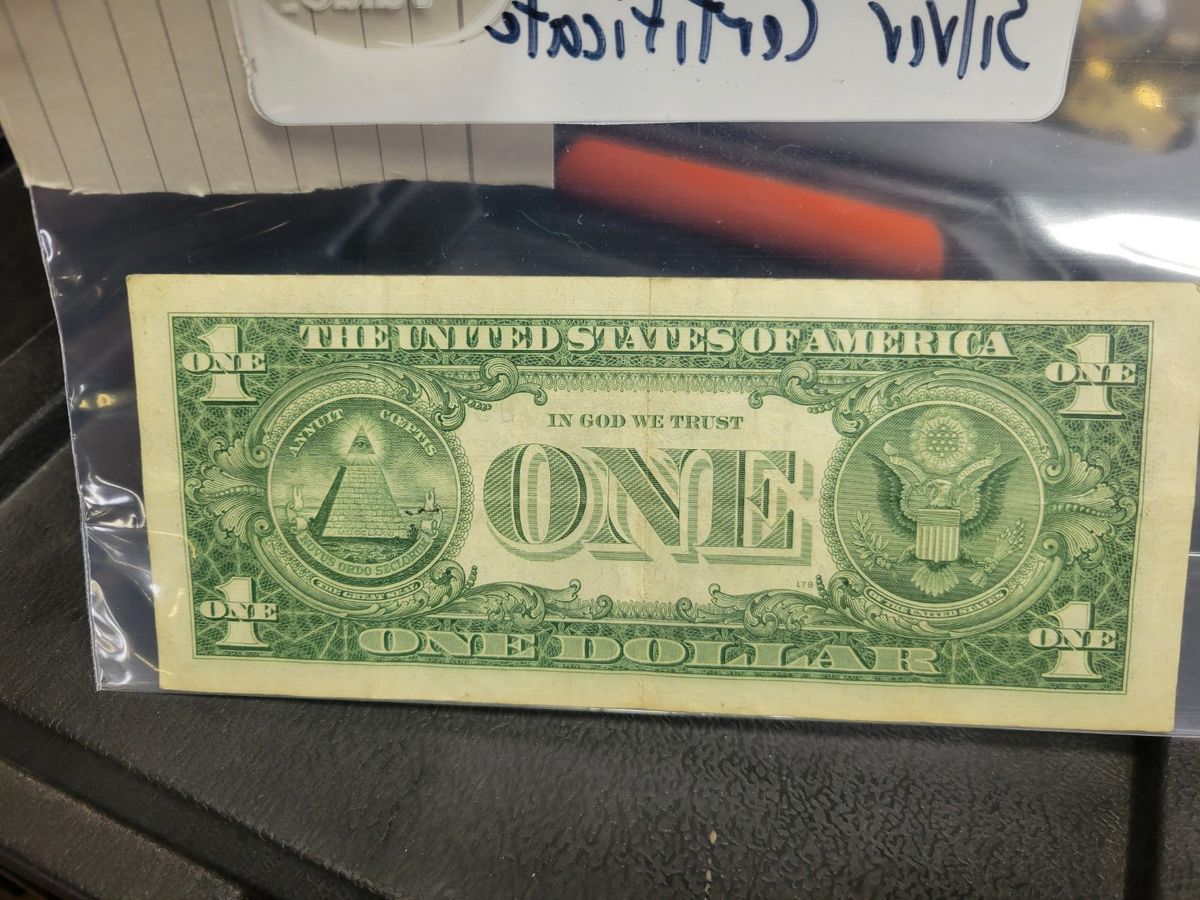 Silver Certificate
THE UNITED STATES OF AMERICA
1
ONE
1
ONE
ANNUIT COEPTIS
IN GOD WE TRUST
ONE
NOVUS ORDO SECLORUM
THE GREAT SEAL
178
OF THE UNITED STATES
1
ONE
ONE DOLLAR
1
ONE